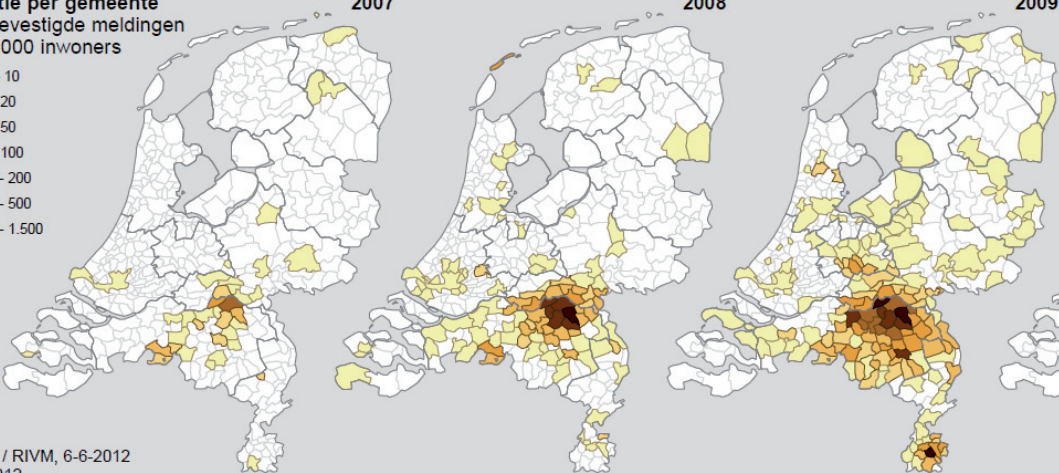 tie per gemeente
evestigde meldingen
000 inwoners
10
20
50
100
- 200
- 500
- 1.500
2007
2008
2009
/ RIVM, 6-6-2012